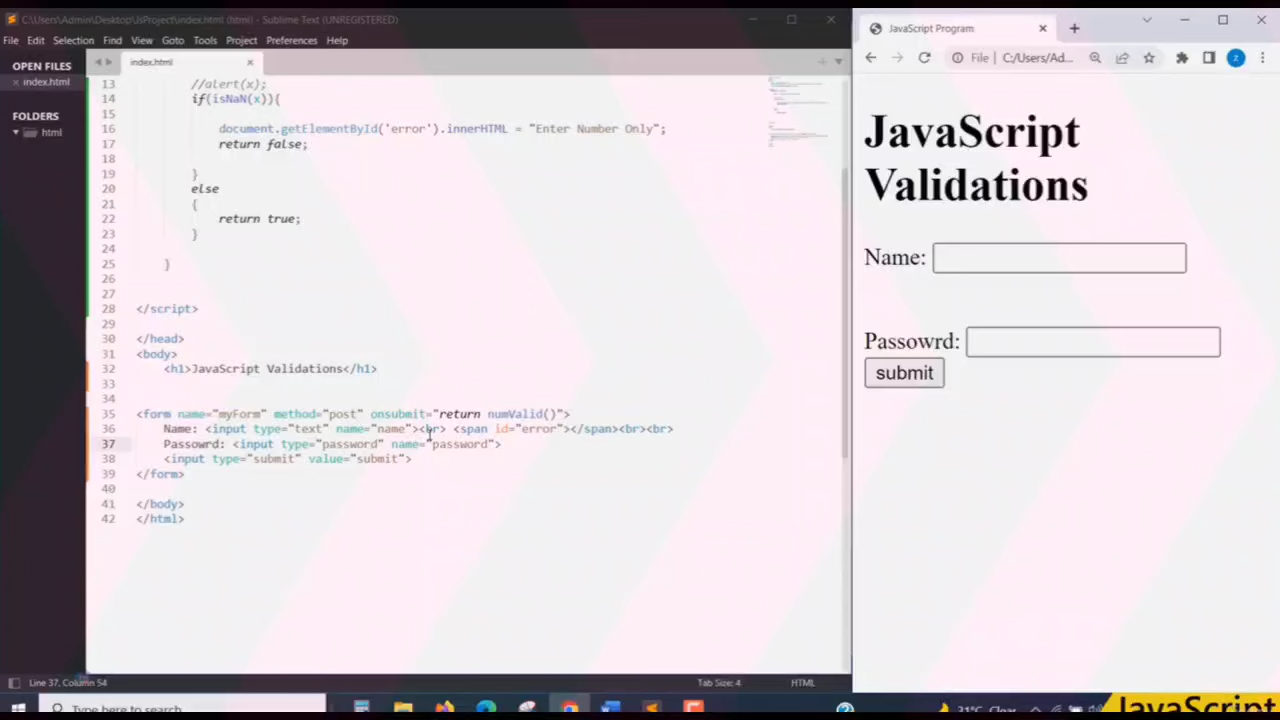 C:\Users\Admin\Desktop\JsProject\index.html (html) - Sublime Text (UNREGISTERED)
File Edit Selection Find View Goto Tools Project Preferences Help
OPEN FILES
index.html
FOLDERS
html
index.html
13 //alert(x);
14 if(isNaN(x)){
15
16 document.getElementById('error').innerHTML = "Enter Number Only";
17 return false;
18
19 }
20 else
21 {
22 return true;
23 }
24
25 }
26
27
28 </script>
29
30 </head>
31 <body>
32 <h1>JavaScript Validations</h1>
33
34
35 <form name="myForm" method="post" onsubmit="return numValid()">
36 Name: <input type="text" name="name"><br> <span id="error"></span><br><br>
37 Passowrd: <input type="password" name="password">
38 <input type="submit" value="submit">
39 </form>
40
41 </body>
42 </html>
Line 37, Column 54
Tab Size: 4
HTML
JavaScript Program
File
C:/Users/Ad...
z
JavaScript
Validations
Name:
Passowrd:
submit
Type here to search
31°C Clear
JavaScript